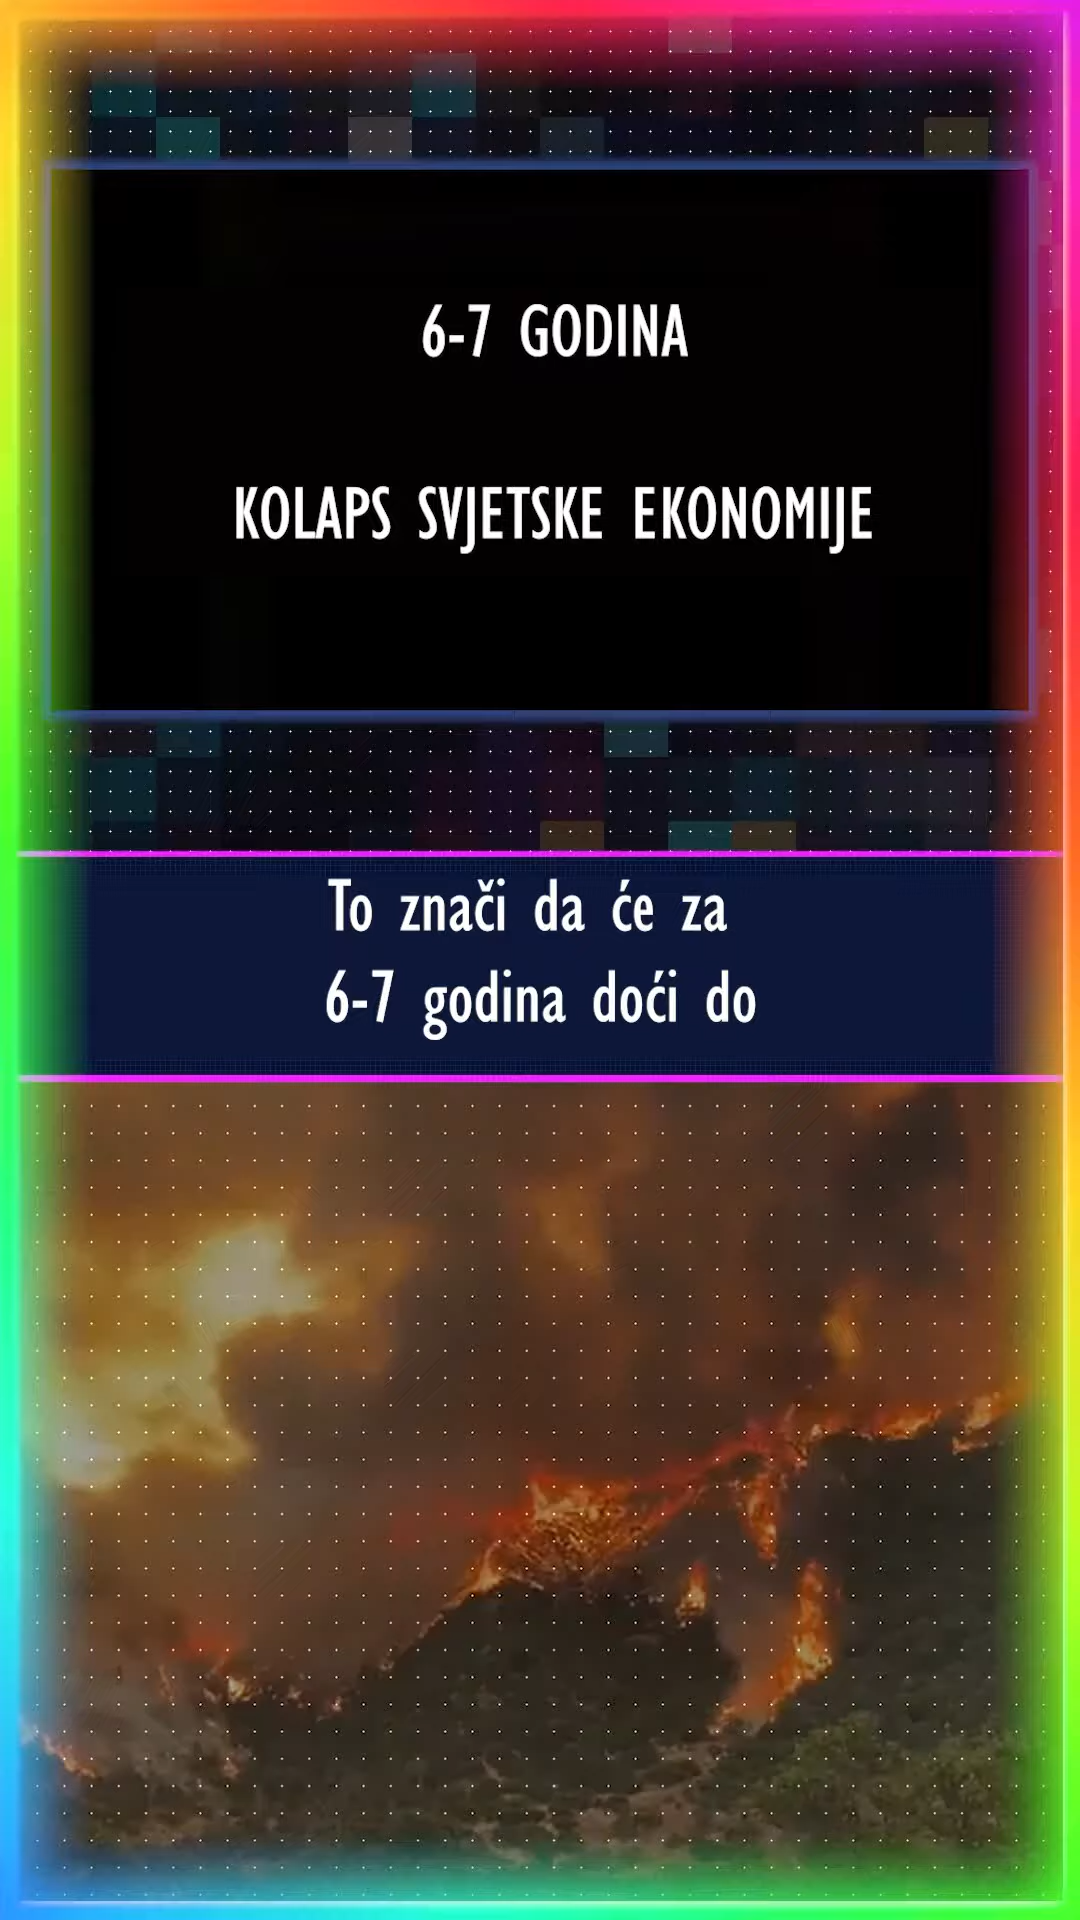 6-7 GODINA
KOLAPS SVJETSKE EKONOMIJE
To znači da će za
6-7 godina doći do